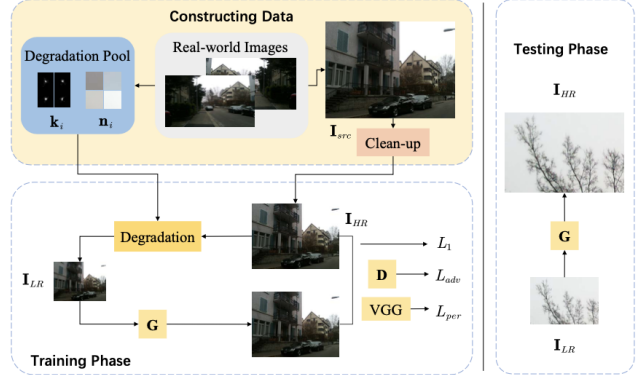 Constructing Data
Degradation Pool
k_i
n_i
Real-world Images
I_src
Clean-up
Degradation
I_HR
I_LR
G
L_1
D
L_adv
VGG
L_per
Training Phase
Testing Phase
I_HR
G
I_LR